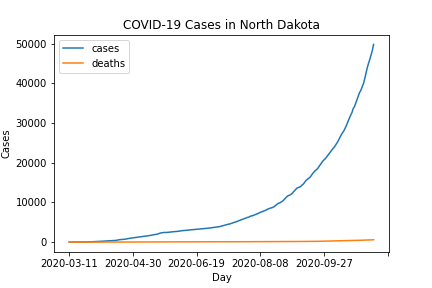 COVID-19 Cases in North Dakota
cases
deaths
50000
40000
30000
20000
10000
0
Cases
2020-03-11 2020-04-30 2020-06-19 2020-08-08 2020-09-27
Day